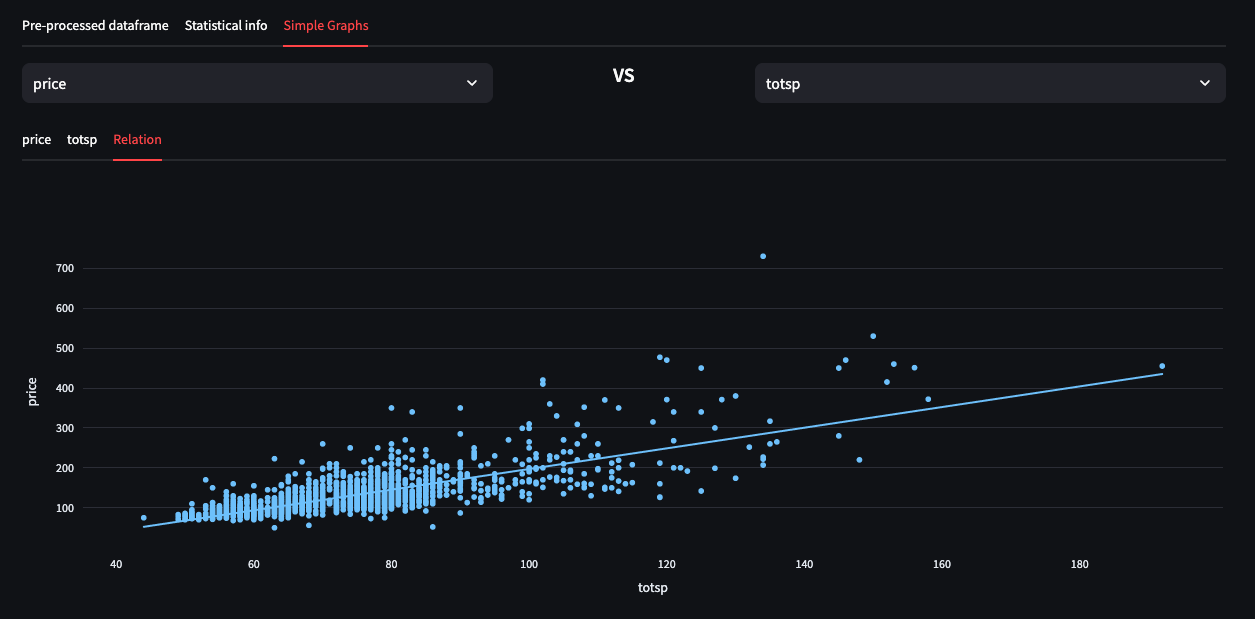 Pre-processed dataframe Statistical info Simple Graphs
price VS totsp
price totsp Relation
700
600
500
400
300
200
100
price
40 60 80 100 120 140 160 180
totsp